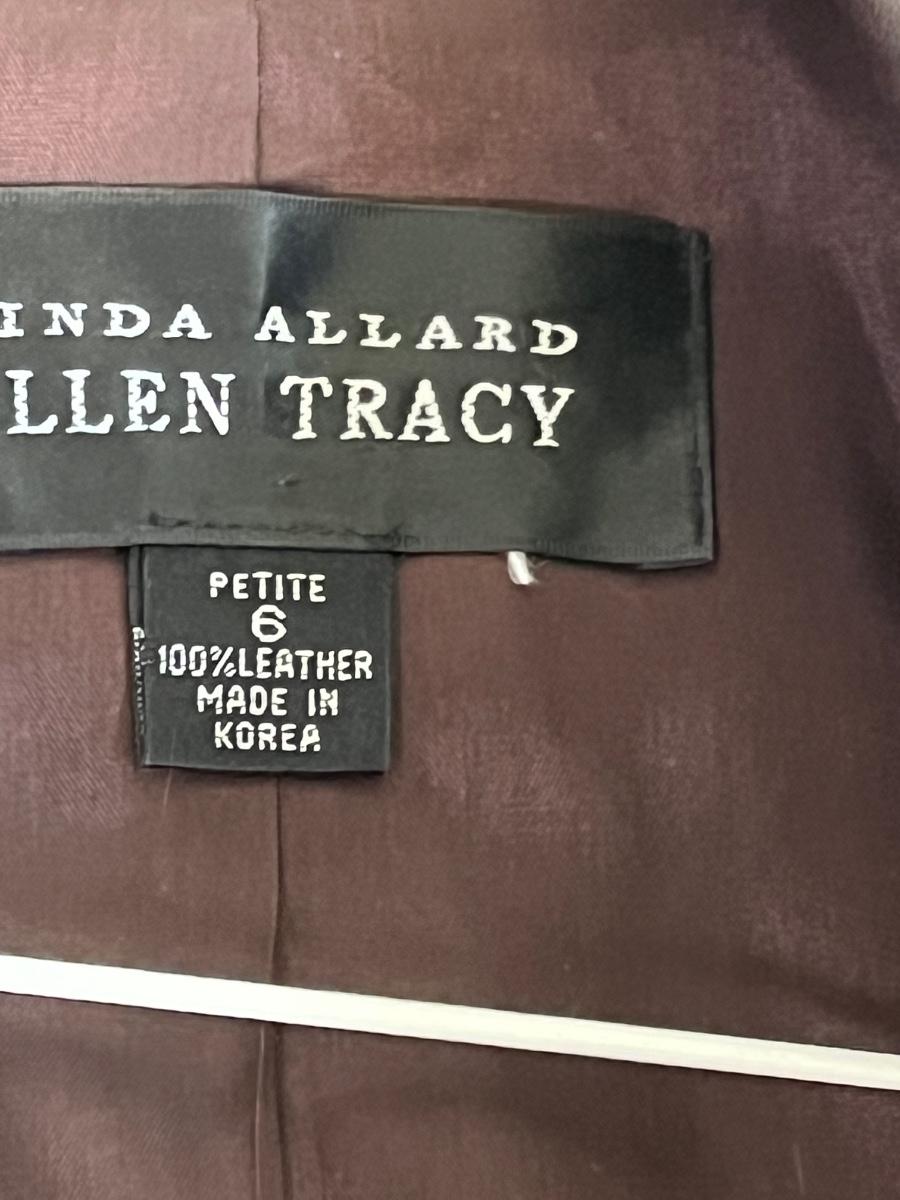 INDA ALLARD
LLEN TRACY
PETITE
6
100%LEATHER
MADE IN
KOREA